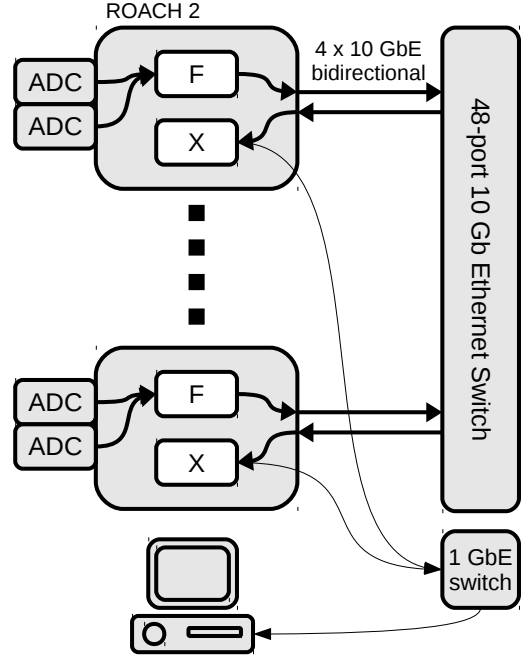 ROACH 2
ADC
ADC
F
X
4 x 10 GbE
bidirectional
48-port 10 Gb Ethernet Switch
ADC
ADC
F
X
1 GbE
switch